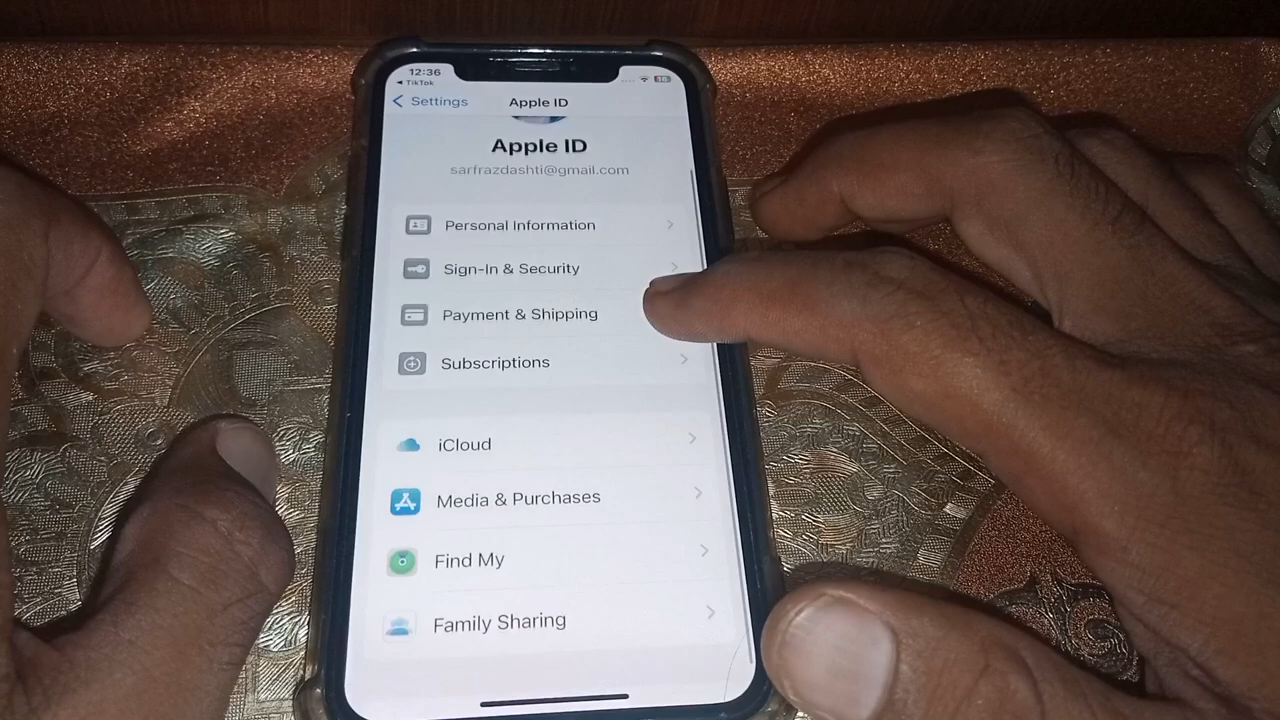 12:36
◀ TikTok
16
Settings
Apple ID
Apple ID
sarfrazdashti@gmail.com
Personal Information
Sign-In & Security
Payment & Shipping
Subscriptions
iCloud
Media & Purchases
Find My
Family Sharing